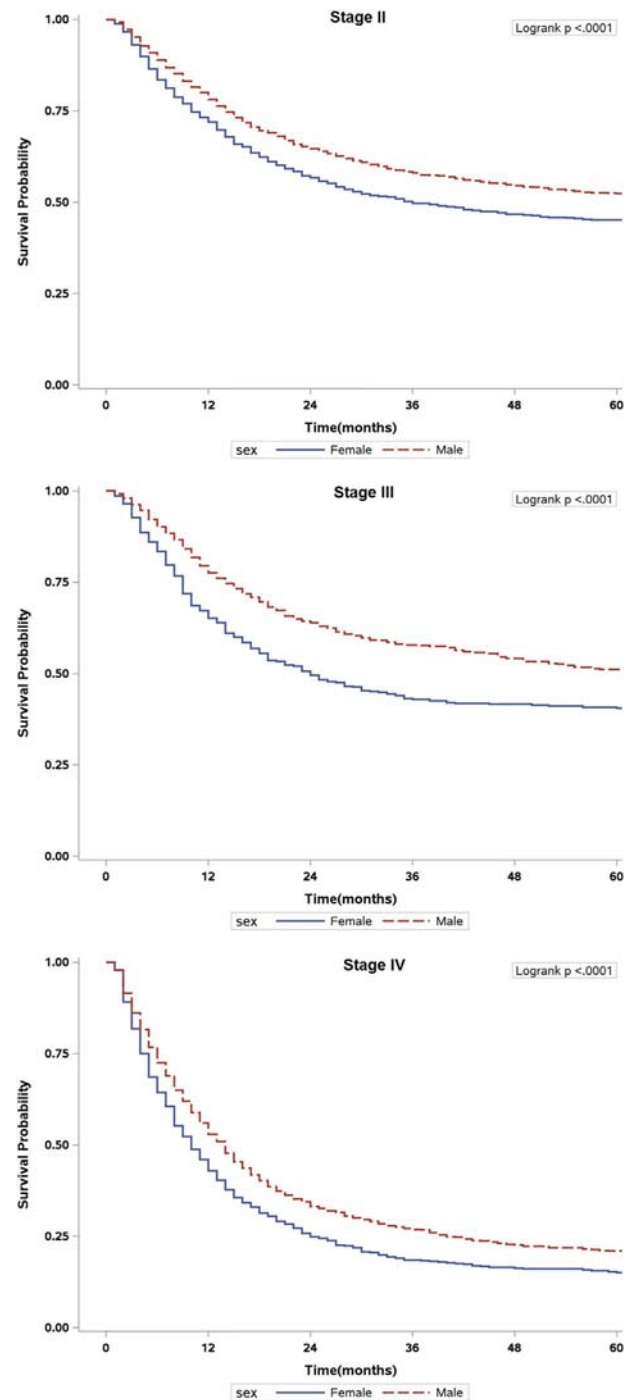 Stage II
Logrank p <.0001
1.00
0.75
0.50
0.25
0.00
Survival Probability
0 12 24 36 48 60
Time(months)
sex Female Male
Stage III
Logrank p <.0001
1.00
0.75
0.50
0.25
0.00
Survival Probability
0 12 24 36 48 60
Time(months)
sex Female Male
Stage IV
Logrank p <.0001
1.00
0.75
0.50
0.25
0.00
Survival Probability
0 12 24 36 48 60
Time(months)
sex Female Male